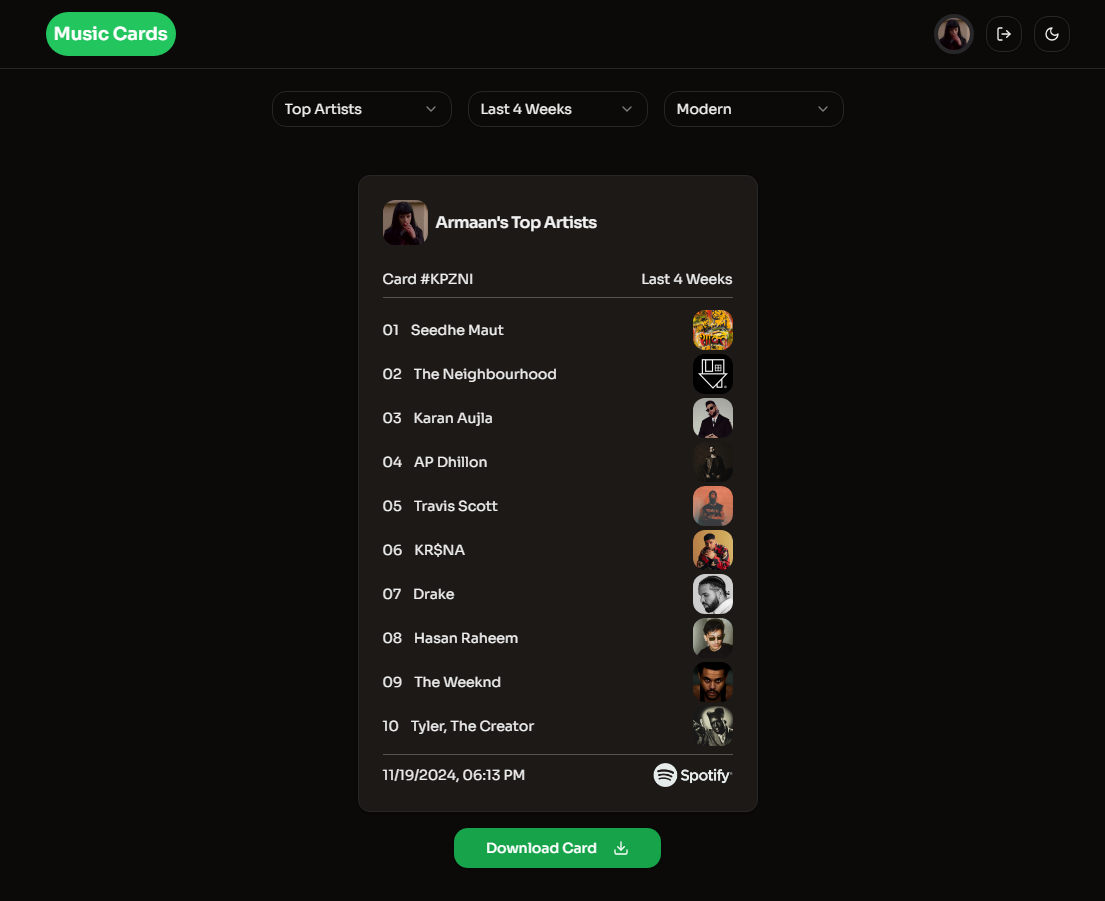 Music Cards
Top Artists
Last 4 Weeks
Modern
Armaan's Top Artists
Card #KPZNI
Last 4 Weeks
01 Seedhe Maut
02 The Neighbourhood
03 Karan Aujla
04 AP Dhillon
05 Travis Scott
06 KR$NA
07 Drake
08 Hasan Raheem
09 The Weeknd
10 Tyler, The Creator
11/19/2024, 06:13 PM
Spotify
Download Card